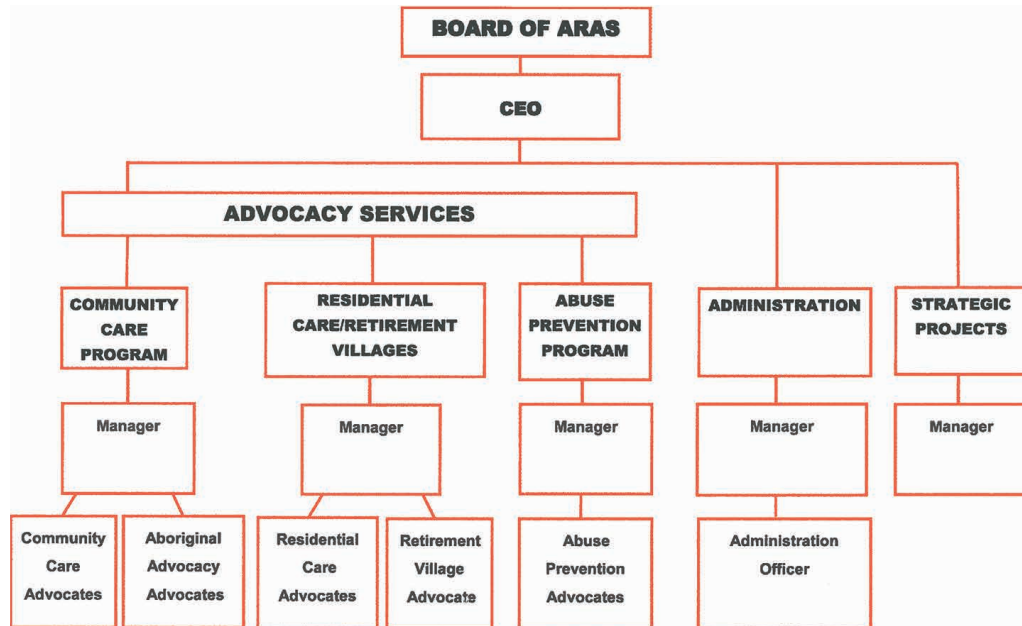 BOARD OF ARAS
CEO
ADVOCACY SERVICES
COMMUNITY
CARE
PROGRAM
RESIDENTIAL
CARE/RETIREMENT
VILLAGES
ABUSE
PREVENTION
PROGRAM
ADMINISTRATION
STRATEGIC
PROJECTS
Manager
Manager
Manager
Manager
Manager
Community
Care
Advocates
Aboriginal
Advocacy
Advocates
Residential
Care
Advocates
Retirement
Village
Advocate
Abuse
Prevention
Advocates
Administration
Officer